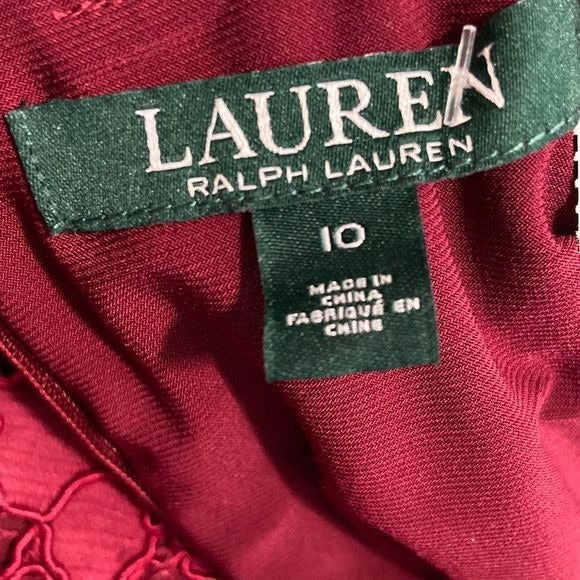 LAUREN
RALPH LAUREN
10
MADE IN
CHINA
FABRIQUÉ EN
CHINE